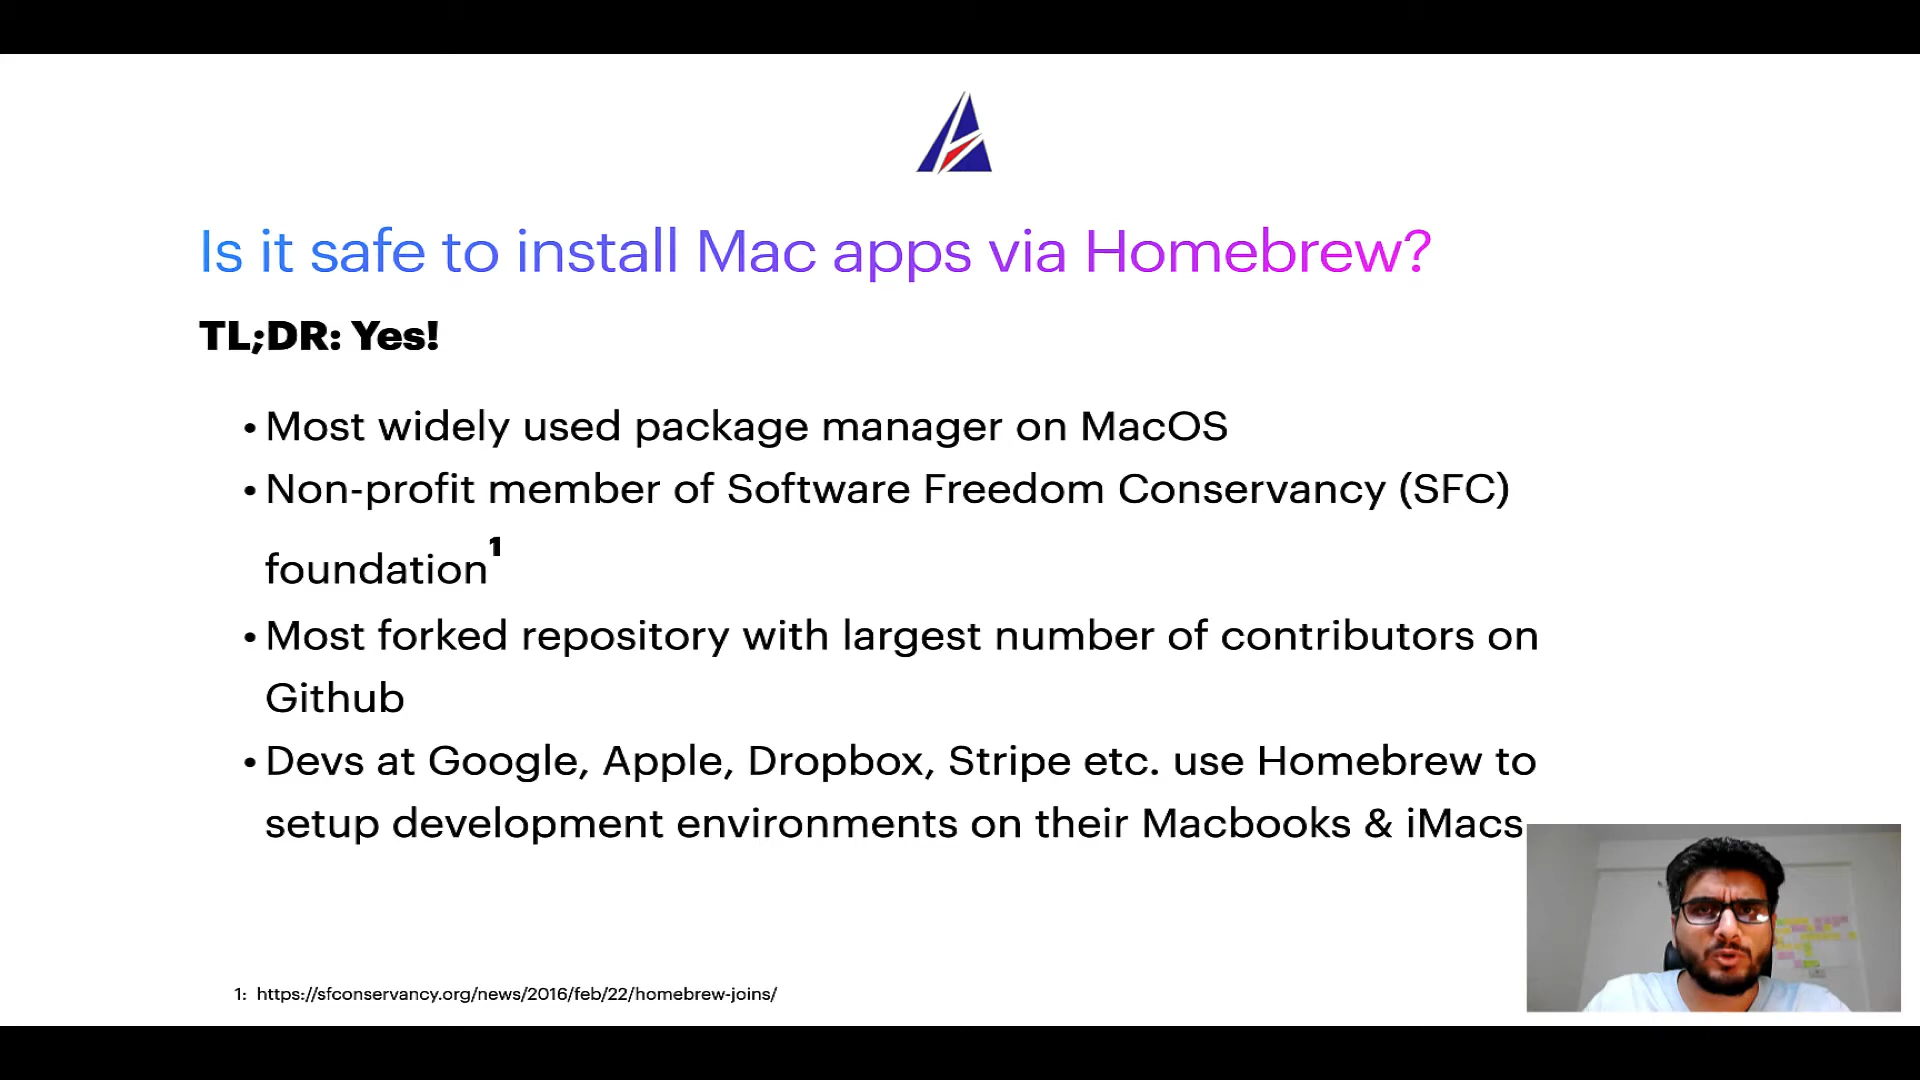 Is it safe to install Mac apps via Homebrew?
TL;DR: Yes!
• Most widely used package manager on MacOS
• Non-profit member of Software Freedom Conservancy (SFC)
foundation¹
• Most forked repository with largest number of contributors on
Github
• Devs at Google, Apple, Dropbox, Stripe etc. use Homebrew to
setup development environments on their Macbooks & iMacs
1: https://sfconservancy.org/news/2016/feb/22/homebrew-joins/